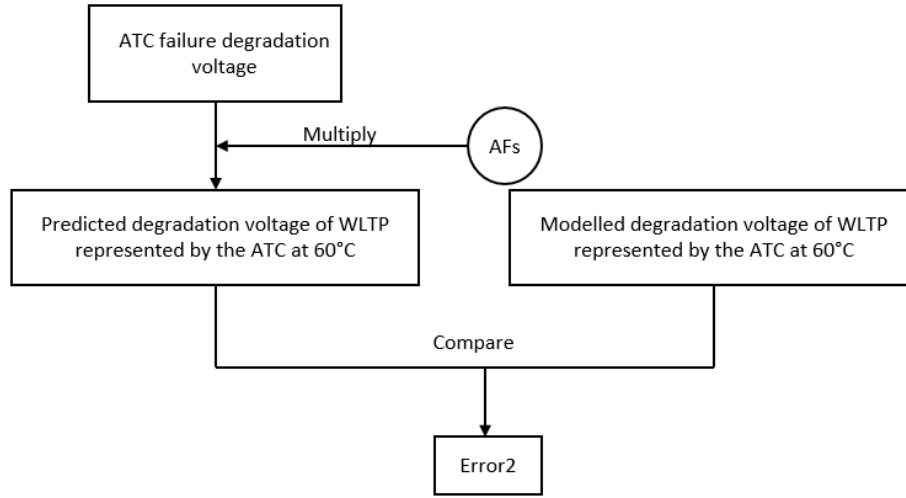 ATC failure degradation
voltage
Multiply
AFs
Predicted degradation voltage of WLTP
represented by the ATC at 60°C
Modelled degradation voltage of WLTP
represented by the ATC at 60°C
Compare
Error2